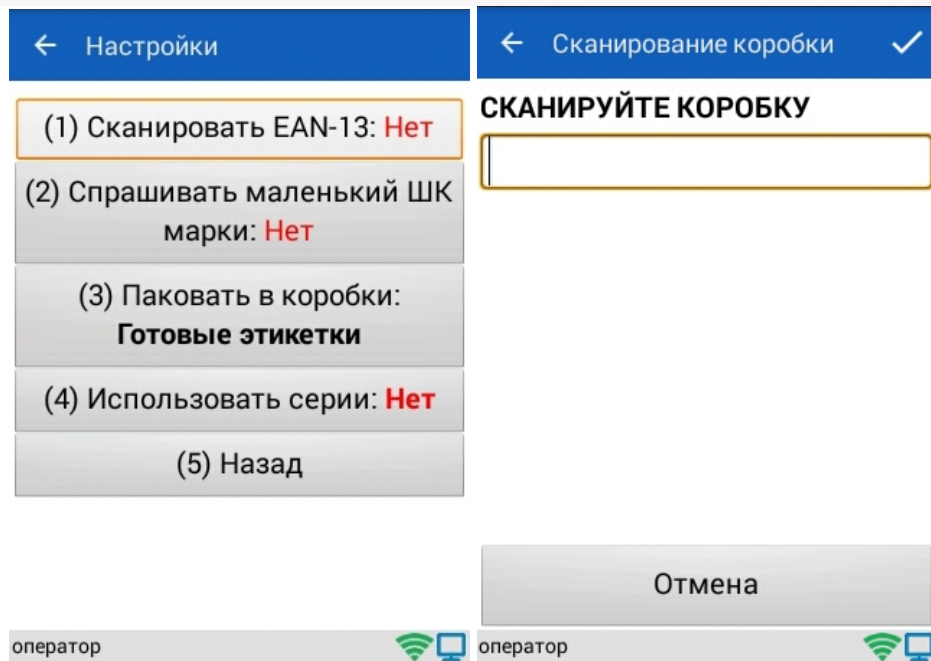 Настройки
(1) Сканировать EAN-13: Нет
(2) Спрашивать маленький ШК
марки: Нет
(3) Паковать в коробки:
Готовые этикетки
(4) Использовать серии: Нет
(5) Назад
оператор
Сканирование коробки
СКАНИРУЙТЕ КОРОБКУ
Отмена
оператор